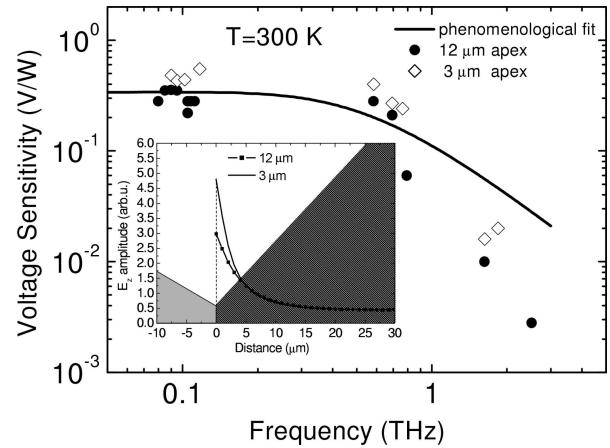 T=300 K
phenomenological fit
12 μm apex
3 μm apex
Voltage Sensitivity (V/W)
10⁰
10⁻¹
10⁻²
10⁻³
0.1
1
Frequency (THz)
12 μm
3 μm
E_z amplitude (arb.u.)
6.0
5.5
5.0
4.5
4.0
3.5
3.0
2.5
2.0
1.5
1.0
0.5
0.0
-10 -5 0 5 10 15 20 25 30
Distance (μm)